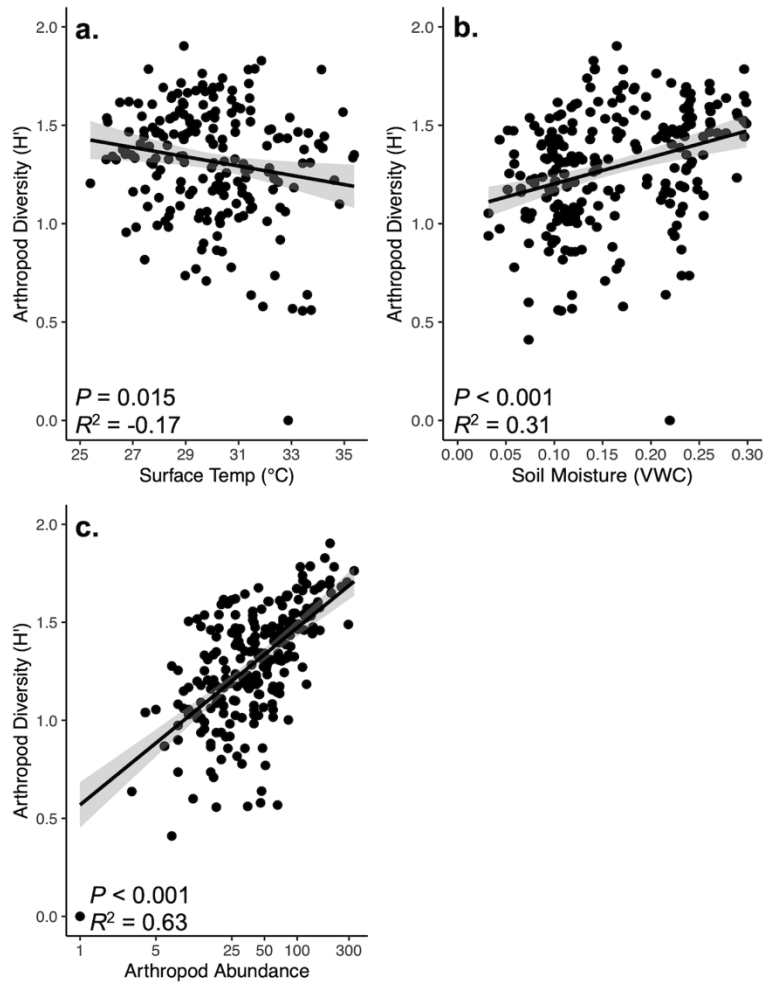 a.
2.0
1.5
1.0
0.5
0.0
Arthropod Diversity (H')
P = 0.015
R² = -0.17
25 27 29 31 33 35
Surface Temp (°C)
b.
2.0
1.5
1.0
0.5
0.0
Arthropod Diversity (H')
P < 0.001
R² = 0.31
0.00 0.05 0.10 0.15 0.20 0.25 0.30
Soil Moisture (VWC)
c.
2.0
1.5
1.0
0.5
0.0
Arthropod Diversity (H')
P < 0.001
R² = 0.63
1 5 25 50 100 300
Arthropod Abundance